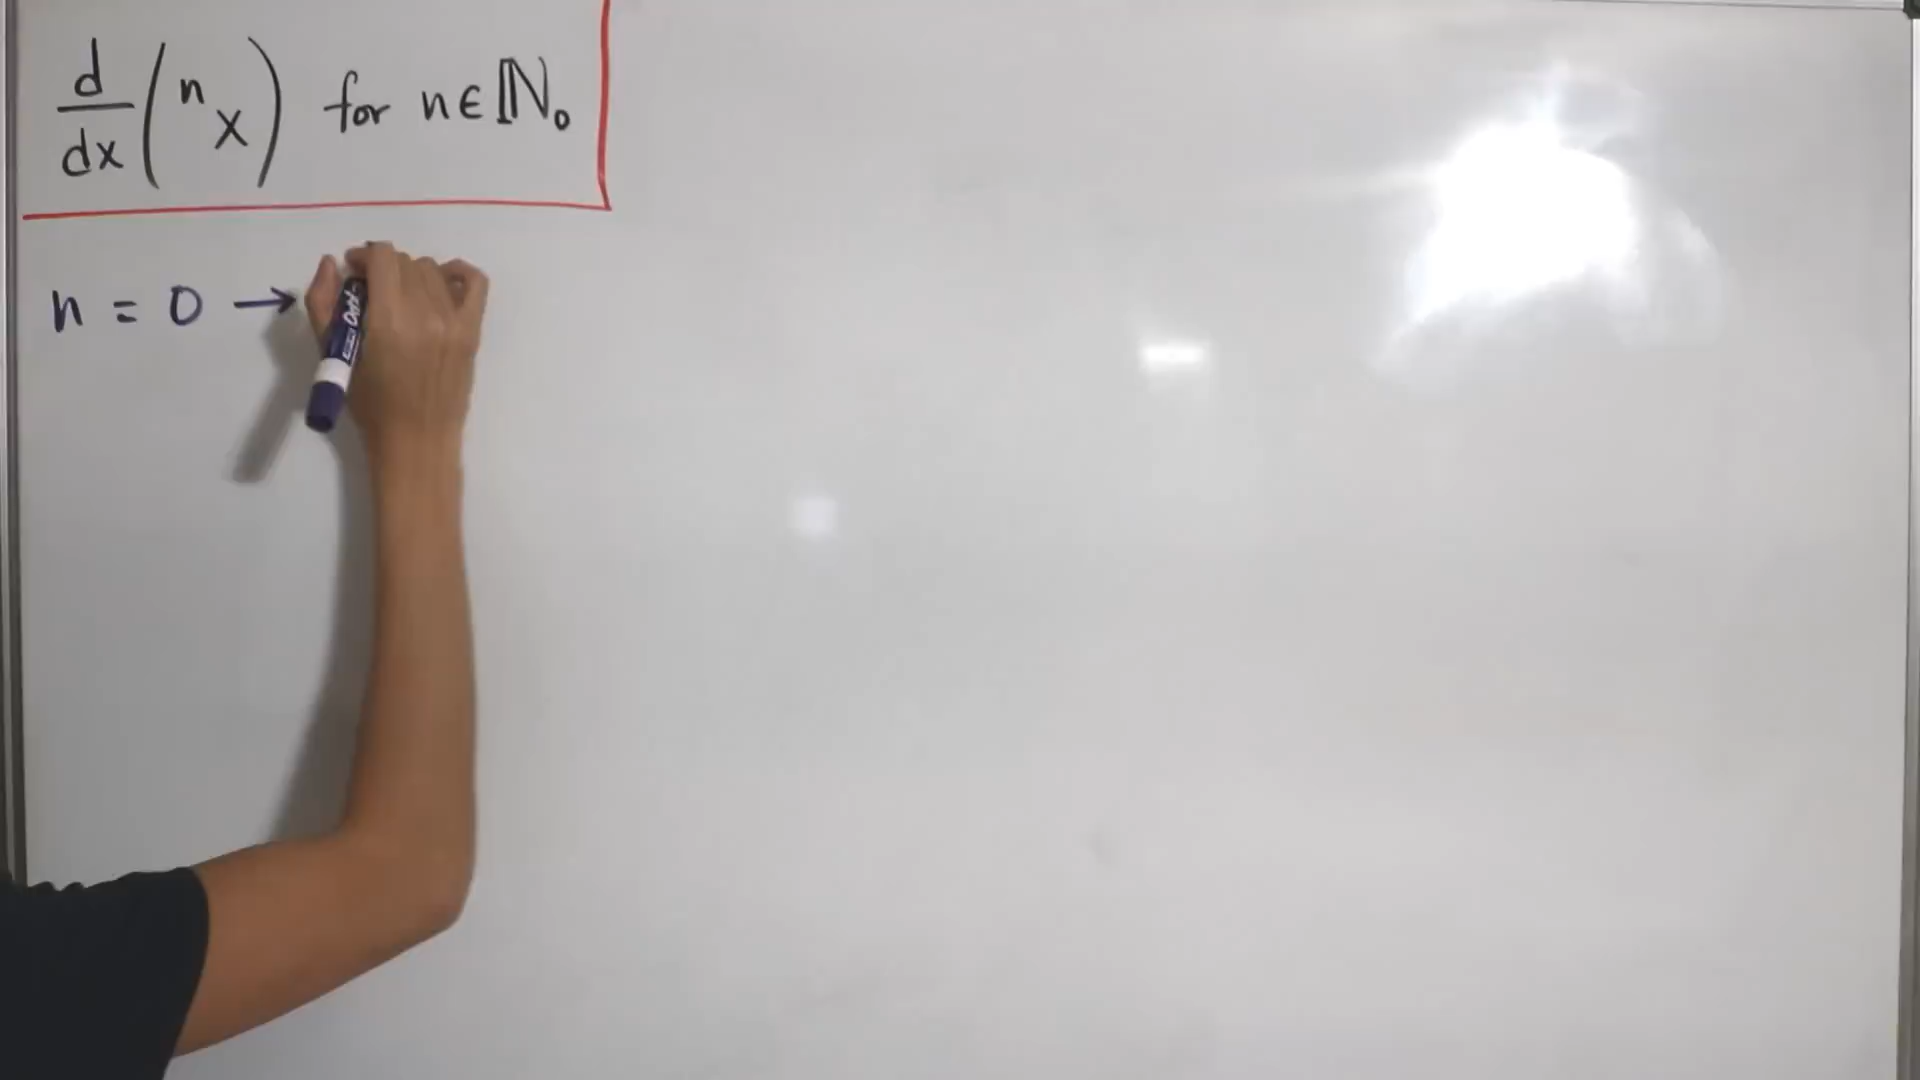 d/dx (ⁿx) for n∈ℕ₀
n = 0 →